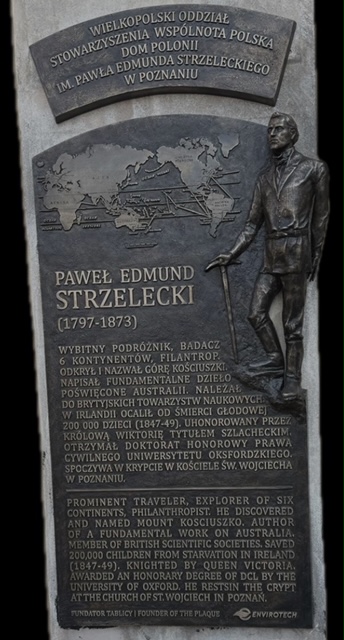 WIELKOPOLSKI ODDZIAŁ
STOWARZYSZENIA WSPÓLNOTA POLSKA
DOM POLONII
IM. PAWŁA EDMUNDA STRZELECKIEGO
W POZNANIU
PAWEŁ EDMUND
STRZELECKI
(1797-1873)
WYBITNY PODRÓŻNIK, BADACZ
6 KONTYNENTÓW, FILANTROP.
ODKRYŁ I NAZWAŁ GÓRĘ KOŚCIUSZKI.
NAPISAŁ FUNDAMENTALNE DZIEŁO
POŚWIĘCONE AUSTRALII. NALEŻAŁ
DO BRYTYJSKICH TOWARZYSTW NAUKOWYCH.
W IRLANDII OCALIŁ OD ŚMIERCI GŁODOWEJ
200 000 DZIECI (1847-49). UHONOROWANY PRZEZ
KRÓLOWĄ WIKTORIĘ TYTUŁEM SZLACHECKIM.
OTRZYMAŁ DOKTORAT HONOROWY PRAWA
CYWILNEGO UNIWERSYTETU OKSFORDZKIEGO.
SPOCZYWA W KRYPCIE W KOŚCIELE ŚW. WOJCIECHA
W POZNANIU.
PROMINENT TRAVELER, EXPLORER OF SIX
CONTINENTS, PHILANTHROPIST. HE DISCOVERED
AND NAMED MOUNT KOSCIUSZKO. AUTHOR
OF A FUNDAMENTAL WORK ON AUSTRALIA.
MEMBER OF BRITISH SCIENTIFIC SOCIETIES. SAVED
200,000 CHILDREN FROM STARVATION IN IRELAND
(1847-49). KNIGHTED BY QUEEN VICTORIA.
AWARDED AN HONORARY DEGREE OF DCL BY THE
UNIVERSITY OF OXFORD. HE RESTSIN THE CRYPT
AT THE CHURCH OF ST. WOJCIECH IN POZNAŃ.
FUNDATOR TABLICY | FOUNDER OF THE PLAQUE ENVIROTECH